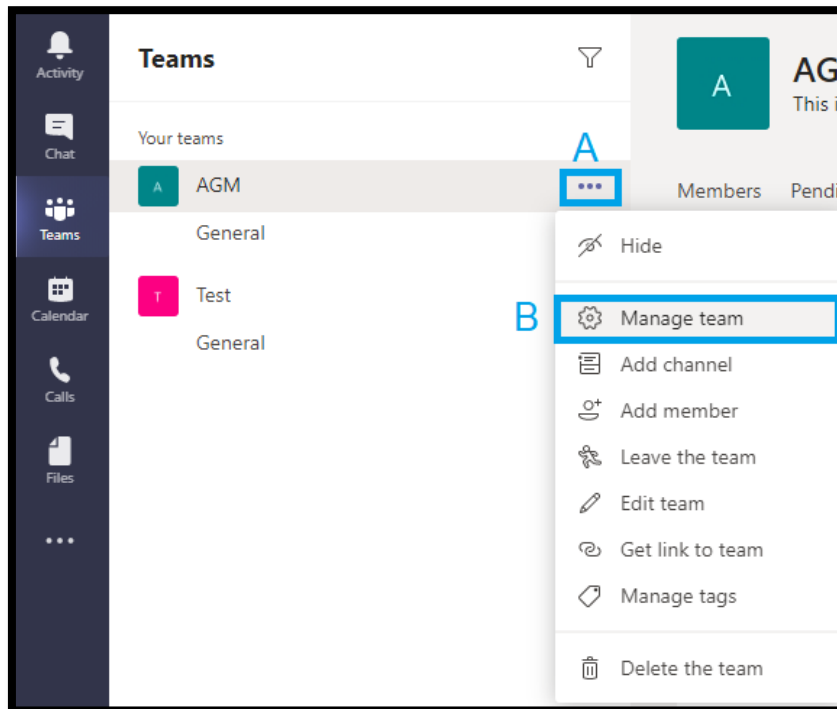 Activity
Chat
Teams
Calendar
Calls
Files
Teams
Your teams
A
AGM
General
T
Test
General
A
B
A
AG
This i
Members Pendi
Hide
Manage team
Add channel
Add member
Leave the team
Edit team
Get link to team
Manage tags
Delete the team